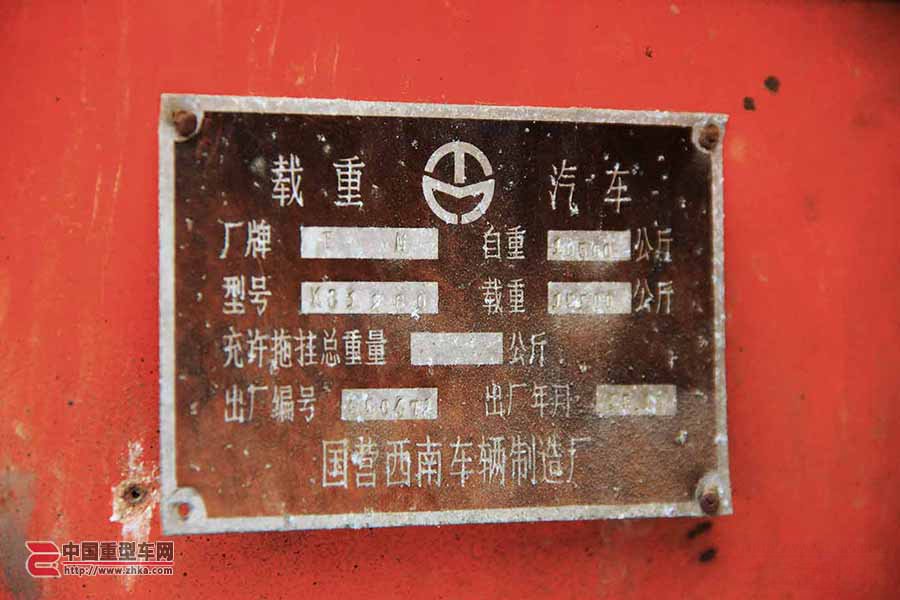 载重 汽车
厂牌 T M 自重 公斤
型号 载重 公斤
充许拖挂总重量 公斤
出厂编号 出厂年月
国营西南车辆制造厂
中国重型车网
http://www.zhka.com